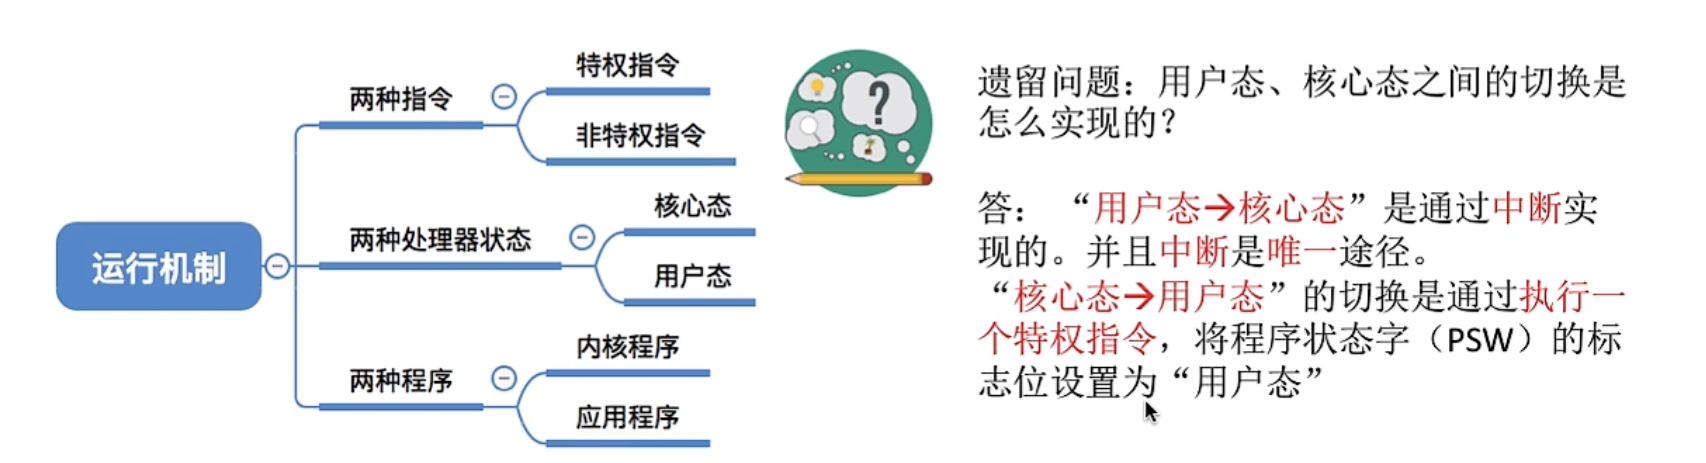 运行机制
两种指令
特权指令
非特权指令
两种处理器状态
核心态
用户态
两种程序
内核程序
应用程序
?
遗留问题：用户态、核心态之间的切换是
怎么实现的？
答： “用户态→核心态”是通过中断实
现的。并且中断是唯一途径。
“核心态→用户态”的切换是通过执行一
个特权指令，将程序状态字（PSW）的标
志位设置为“用户态”